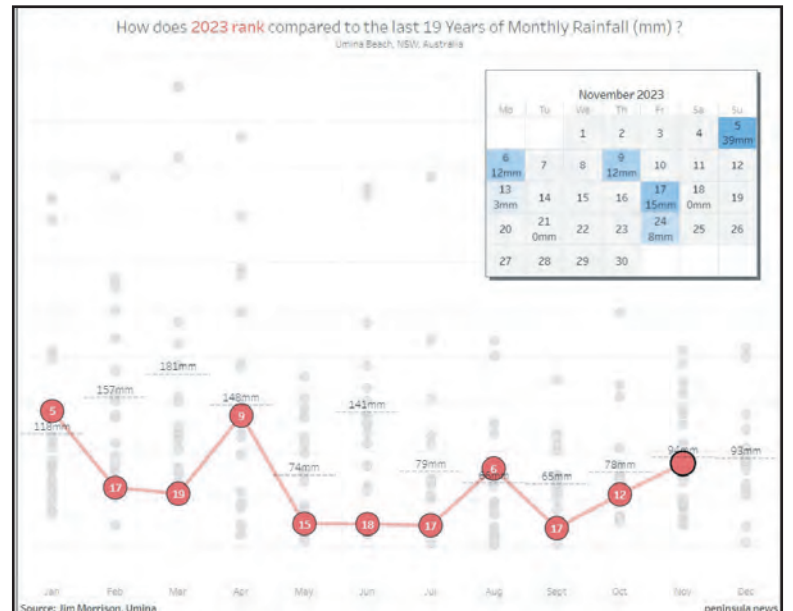 How does 2023 rank compared to the last 19 Years of Monthly Rainfall (mm) ?
Umina Beach, NSW, Australia
November 2023
Mo Tu We Th Fr Sa Su
1 2 3 4 5
39mm
6 7 8 9 10 11 12
12mm 12mm
13 14 15 16 17 18 19
3mm 15mm 0mm
20 21 22 23 24 25 26
0mm 8mm
27 28 29 30
181mm
157mm
148mm
141mm
118mm
74mm
79mm
65mm
78mm
93mm
5 17 19 9 15 18 17 6 17 12
Jan Feb Mar Apr May Jun Jul Aug Sept Oct Nov Dec
Source: Jim Morrison, Umina
peninsula news